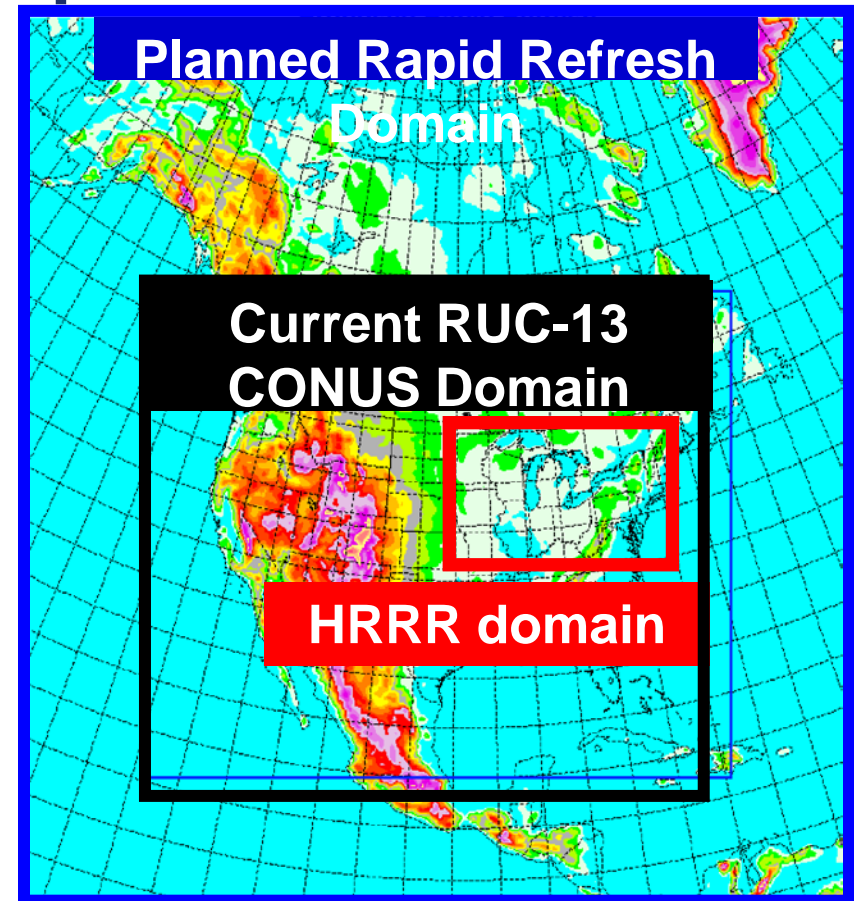 Planned Rapid Refresh
Domain
Current RUC-13
CONUS Domain
HRRR domain